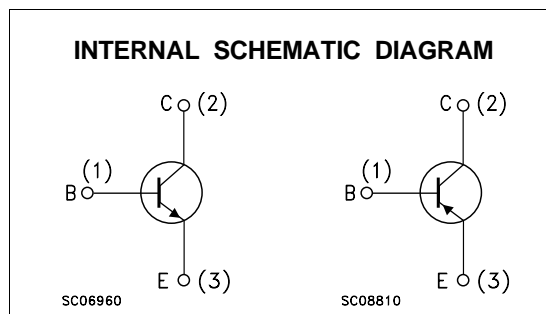 INTERNAL SCHEMATIC DIAGRAM
C (2)
(1)
B
E (3)
SC06960
C (2)
(1)
B
E (3)
SC08810